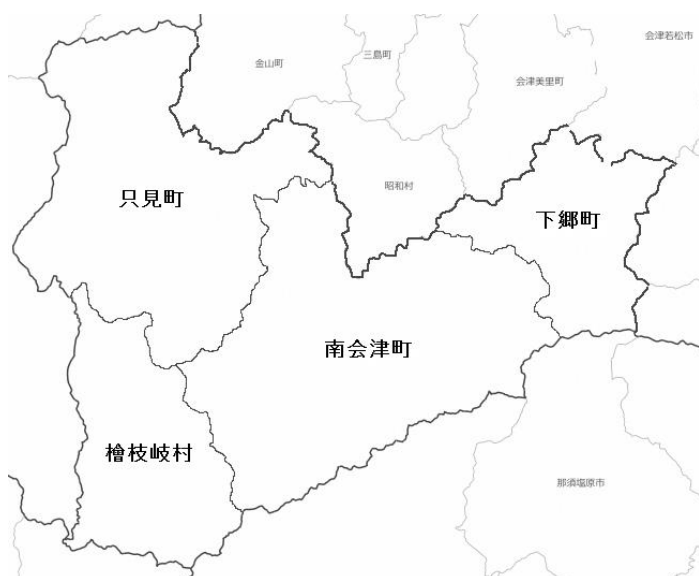 会津若松市
三島町
金山町
会津美里町
昭和村
只見町
下郷町
南会津町
檜枝岐村
那須塩原市